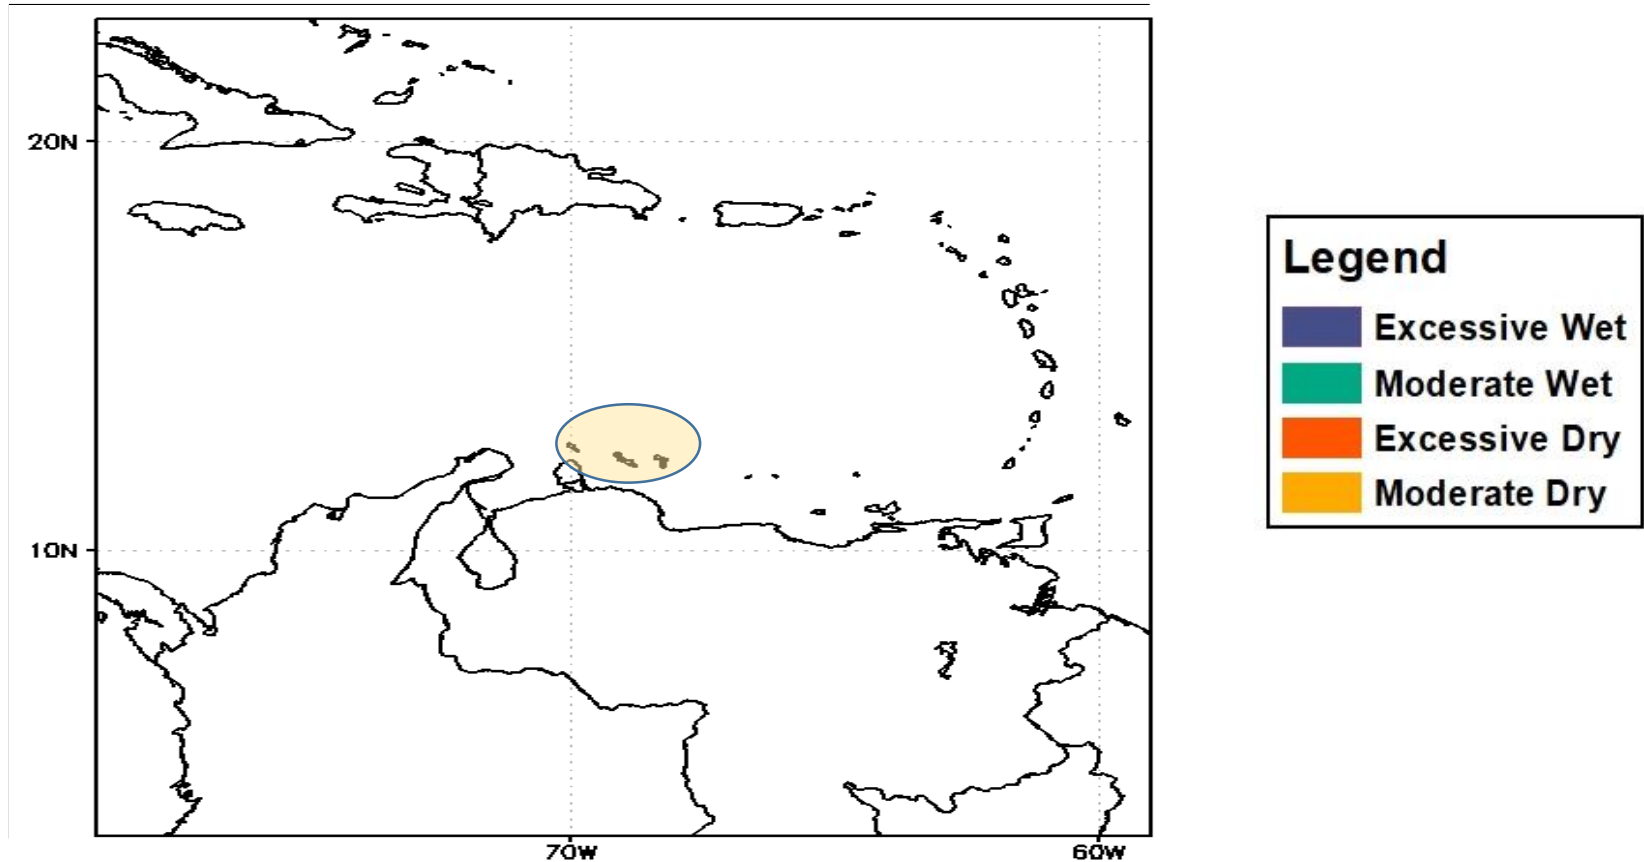 20N
10N
70W
60W
Legend
Excessive Wet
Moderate Wet
Excessive Dry
Moderate Dry